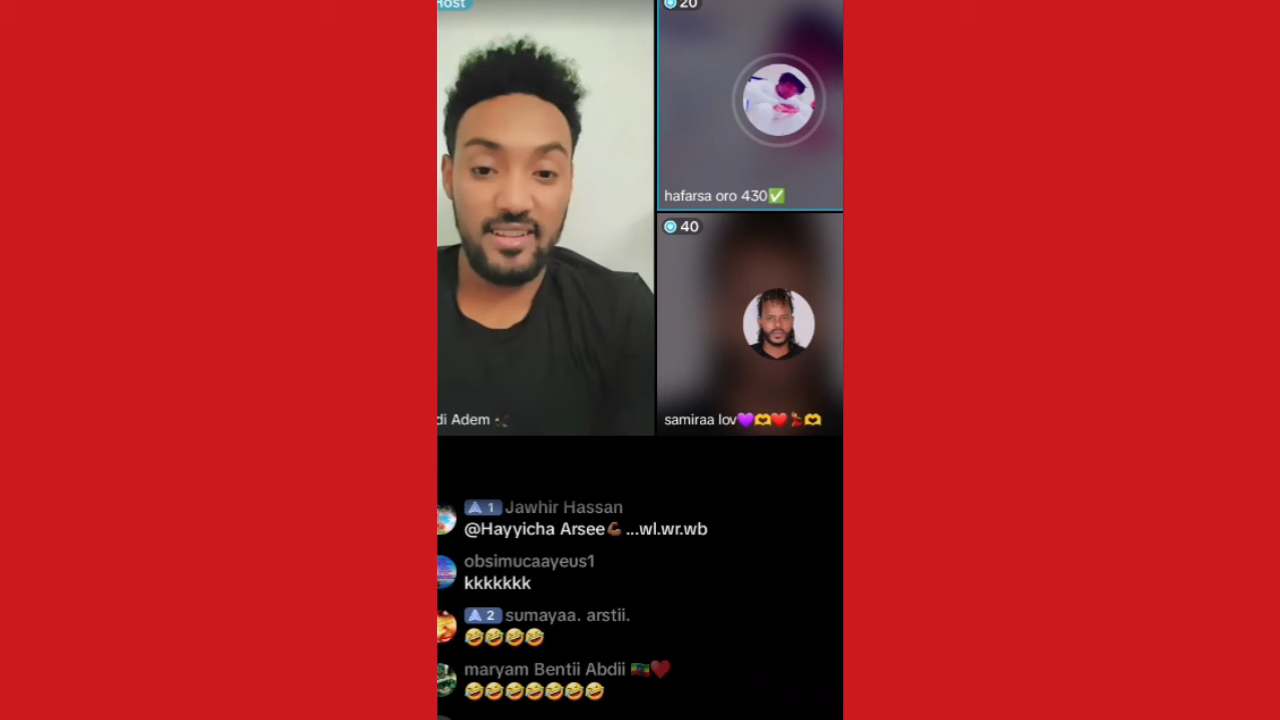 Host
20
hafarsa oro 430✅
40
di Adem
samiraa lov💜🫶❤️💃🏿🫶
1 Jawhir Hassan
@Hayyicha Arsee💪🏾...wl.wr.wb
obsimucaayeus1
kkkkkkk
2 sumayaa. arstii.
🤣🤣🤣🤣
maryam Bentii Abdii 🇪🇹♥️
🤣🤣🤣🤣🤣🤣🤣